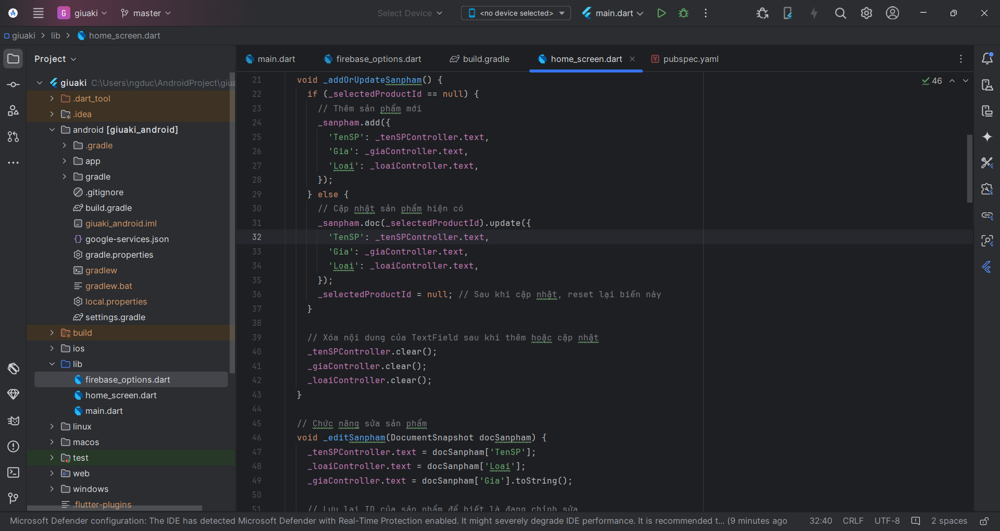 G giuaki master Select Device <no device selected> main.dart
giuaki lib home_screen.dart
Project
giuaki C:\Users\ngduc\AndroidProject\giua
.dart_tool
.idea
android [giuaki_android]
.gradle
app
gradle
.gitignore
build.gradle
giuaki_android.iml
google-services.json
gradle.properties
gradlew
gradlew.bat
local.properties
settings.gradle
build
ios
lib
firebase_options.dart
home_screen.dart
main.dart
linux
macos
test
web
windows
.flutter-plugins
main.dart firebase_options.dart build.gradle home_screen.dart Y pubspec.yaml
46
21 void _addOrUpdateSanpham() {
22 if (_selectedProductId == null) {
23 // Thêm sản phẩm mới
24 _sanpham.add({
25 'TenSP': _tenSPController.text,
26 'Gia': _giaController.text,
27 'Loai': _loaiController.text,
28 });
29 } else {
30 // Cập nhật sản phẩm hiện có
31 _sanpham.doc(_selectedProductId).update({
32 'TenSP': _tenSPController.text,
33 'Gia': _giaController.text,
34 'Loai': _loaiController.text,
35 });
36 _selectedProductId = null; // Sau khi cập nhật, reset lại biến này
37 }
38
39 // Xóa nội dung của TextField sau khi thêm hoặc cập nhật
40 _tenSPController.clear();
41 _giaController.clear();
42 _loaiController.clear();
43 }
44
45 // Chức năng sửa sản phẩm
46 void _editSanpham(DocumentSnapshot docSanpham) {
47 _tenSPController.text = docSanpham['TenSP'];
48 _loaiController.text = docSanpham['Loai'];
49 _giaController.text = docSanpham['Gia'].toString();
50
51 // Lưu lại ID của sản phẩm để biết là đang chỉnh sửa
Microsoft Defender configuration: The IDE has detected Microsoft Defender with Real-Time Protection enabled. It might severely degrade IDE performance. It is recommended t... (9 minutes ago 32:40 CRLF UTF-8 2 spaces